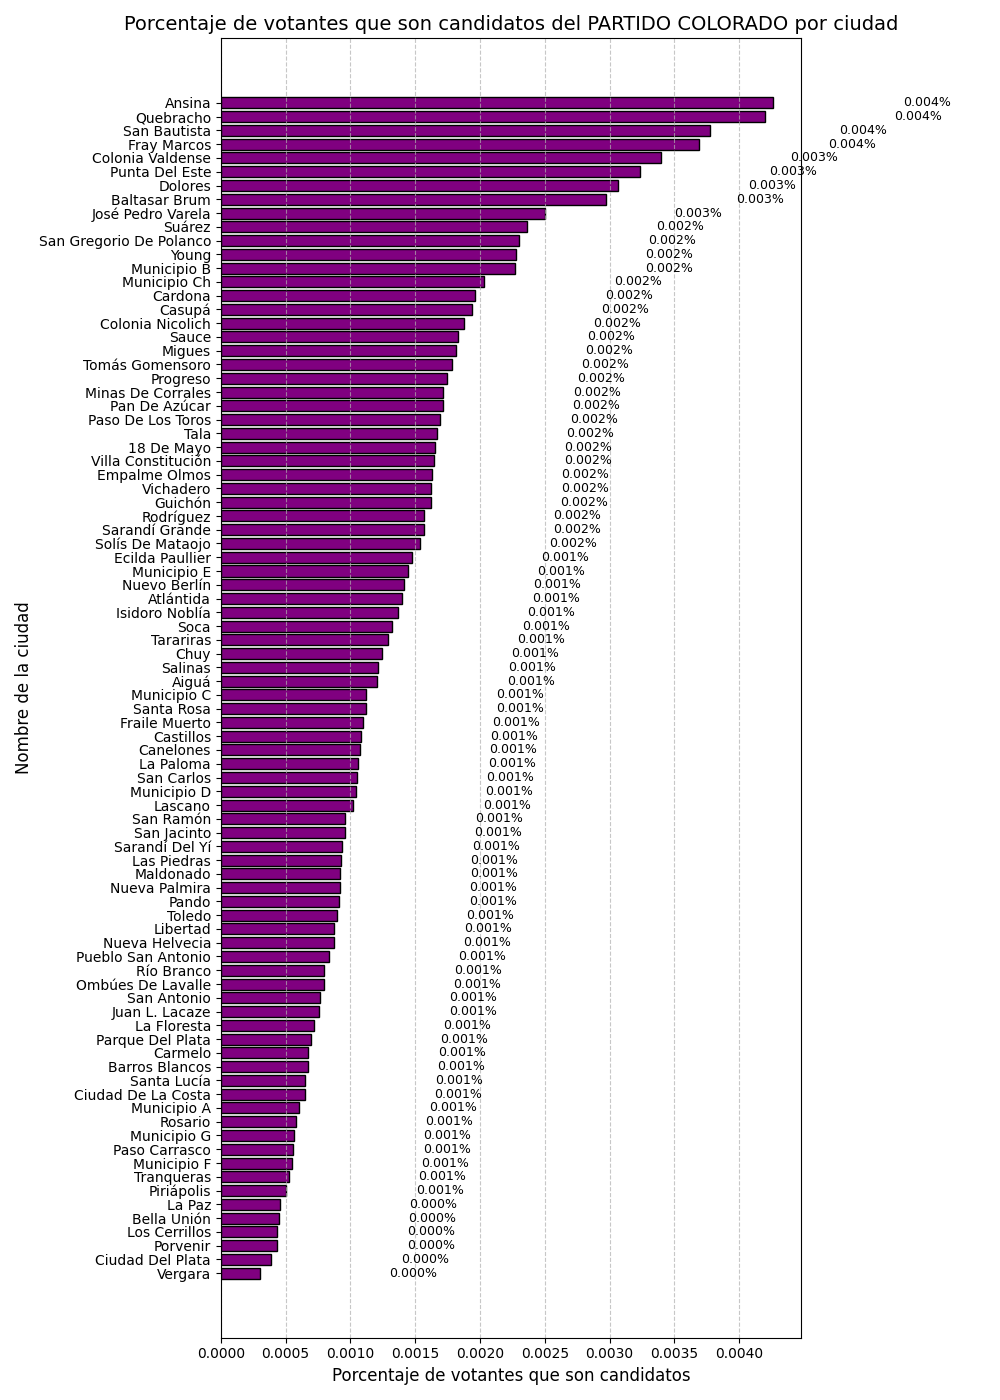 Porcentaje de votantes que son candidatos del PARTIDO COLORADO por ciudad
Ansina 0.004%
Quebracho 0.004%
San Bautista 0.004%
Fray Marcos 0.004%
Colonia Valdense 0.003%
Punta Del Este 0.003%
Dolores 0.003%
Baltasar Brum 0.003%
José Pedro Varela 0.003%
Suárez 0.002%
San Gregorio De Polanco 0.002%
Young 0.002%
Municipio B 0.002%
Municipio Ch 0.002%
Cardona 0.002%
Casupá 0.002%
Colonia Nicolich 0.002%
Sauce 0.002%
Migues 0.002%
Tomás Gomensoro 0.002%
Progreso 0.002%
Minas De Corrales 0.002%
Pan De Azúcar 0.002%
Paso De Los Toros 0.002%
Tala 0.002%
18 De Mayo 0.002%
Villa Constitución 0.002%
Empalme Olmos 0.002%
Vichadero 0.002%
Guichón 0.002%
Rodríguez 0.002%
Sarandí Grande 0.002%
Solís De Mataojo 0.002%
Ecilda Paullier 0.001%
Municipio E 0.001%
Nuevo Berlín 0.001%
Atlántida 0.001%
Isidoro Noblía 0.001%
Soca 0.001%
Tarariras 0.001%
Chuy 0.001%
Salinas 0.001%
Aiguá 0.001%
Municipio C 0.001%
Santa Rosa 0.001%
Fraile Muerto 0.001%
Castillos 0.001%
Canelones 0.001%
La Paloma 0.001%
San Carlos 0.001%
Municipio D 0.001%
Lascano 0.001%
San Ramón 0.001%
San Jacinto 0.001%
Sarandí Del Yí 0.001%
Las Piedras 0.001%
Maldonado 0.001%
Nueva Palmira 0.001%
Pando 0.001%
Toledo 0.001%
Libertad 0.001%
Nueva Helvecia 0.001%
Pueblo San Antonio 0.001%
Río Branco 0.001%
Ombúes De Lavalle 0.001%
San Antonio 0.001%
Juan L. Lacaze 0.001%
La Floresta 0.001%
Parque Del Plata 0.001%
Carmelo 0.001%
Barros Blancos 0.001%
Santa Lucía 0.001%
Ciudad De La Costa 0.001%
Municipio A 0.001%
Rosario 0.001%
Municipio G 0.001%
Paso Carrasco 0.001%
Municipio F 0.001%
Tranqueras 0.001%
Piriápolis 0.001%
La Paz 0.000%
Bella Unión 0.000%
Los Cerrillos 0.000%
Porvenir 0.000%
Ciudad Del Plata 0.000%
Vergara 0.000%
Nombre de la ciudad
0.0000 0.0005 0.0010 0.0015 0.0020 0.0025 0.0030 0.0035 0.0040
Porcentaje de votantes que son candidatos